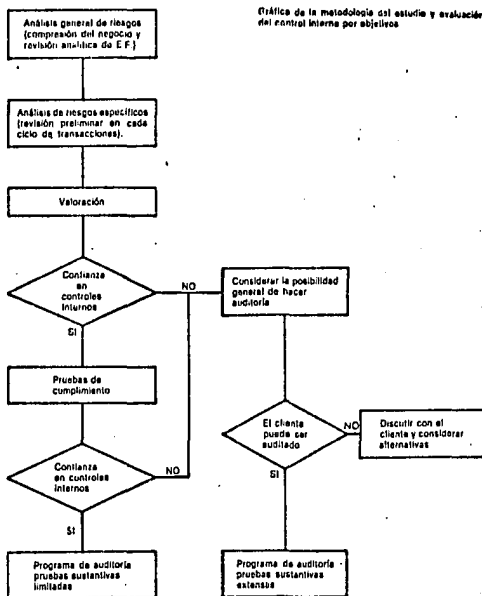 Gráfica de la metodología del estudio y evaluación
del control interno por objetivos
Análisis general de riesgos
(compresión del negocio y
revisión analítica de E.F.)
Análisis de riesgos específicos
(revisión preliminar en cada
ciclo de transacciones).
Valoración
Confianza
en
controles
Internos
NO
SI
Considerar la posibilidad
general de hacer
auditoría
Pruebas de
cumplimiento
El cliente
puede ser
auditado
NO
SI
Discutir con el
cliente y considerar
alternativas
Confianza
en controles
Internos
NO
SI
Programa de auditoría
pruebas sustantivas
limitadas
Programa de auditoría
pruebas sustantivas
extensas